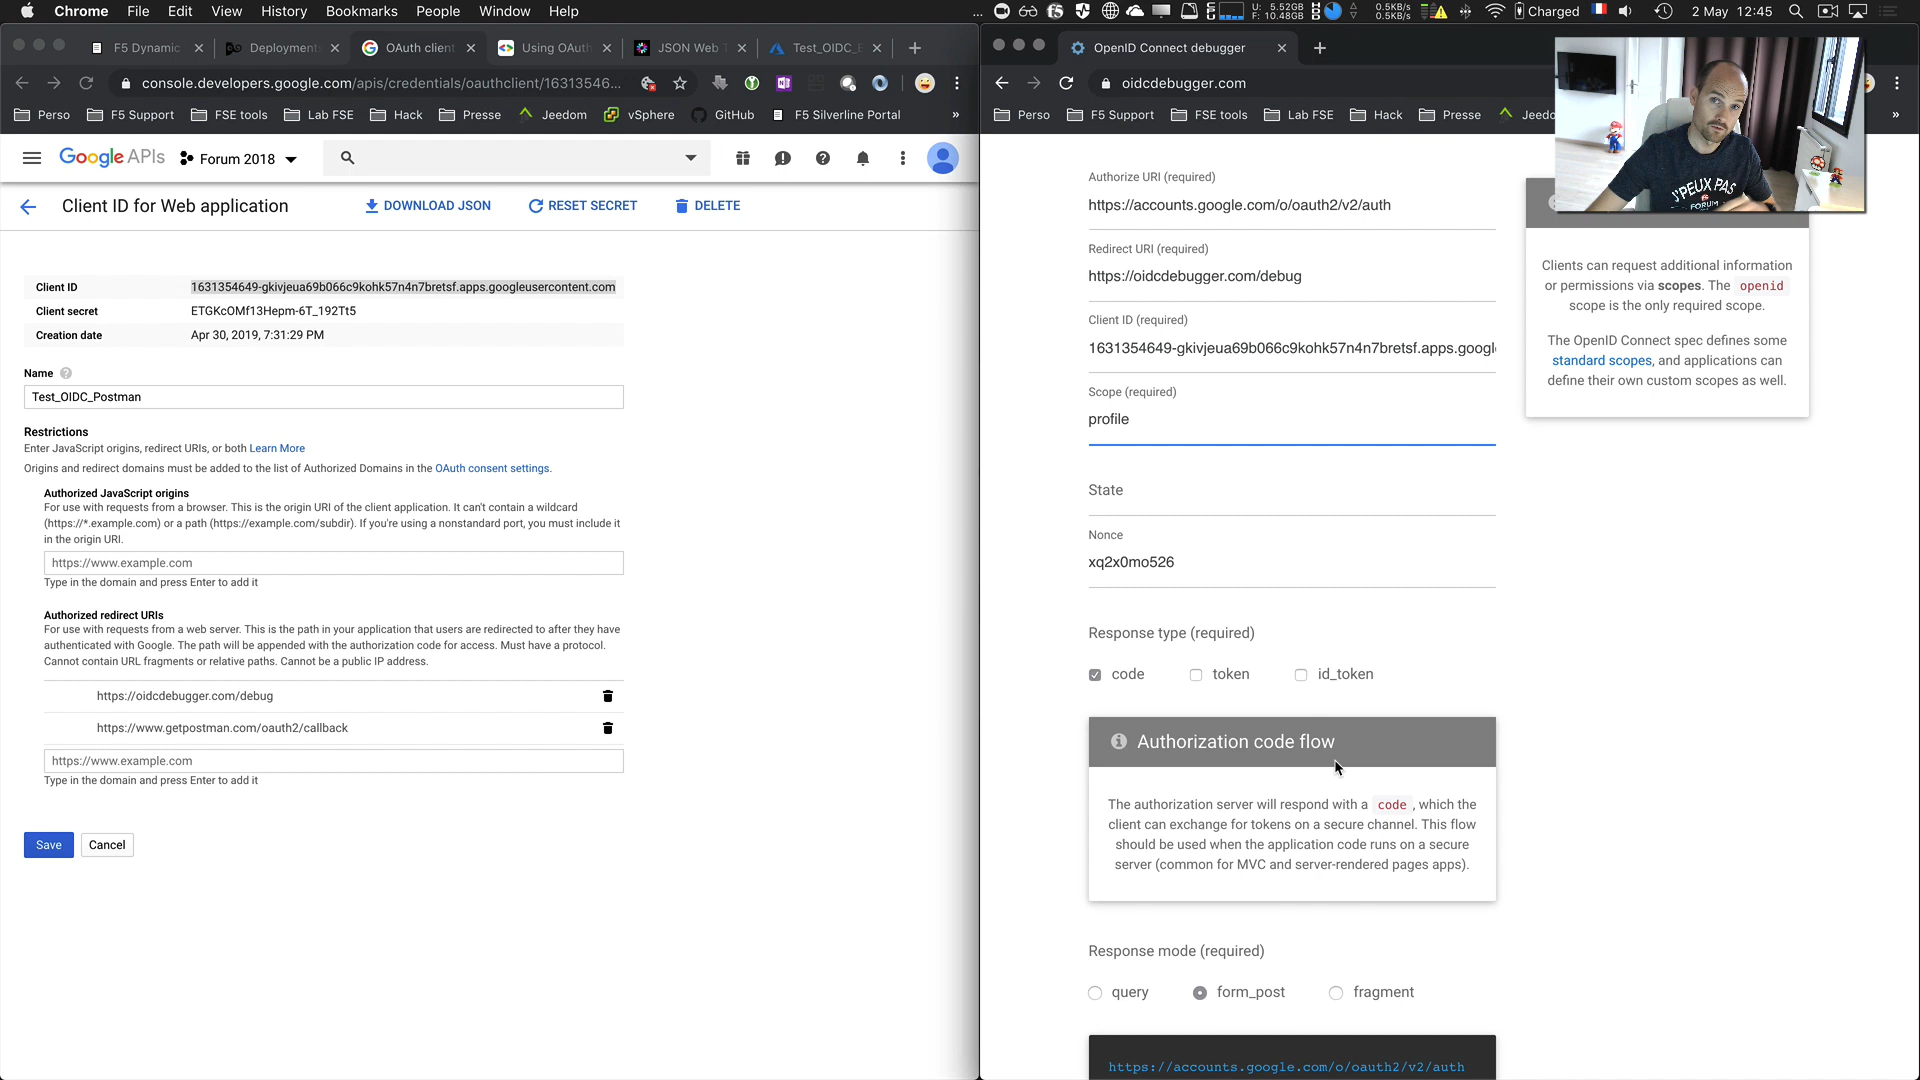 Chrome File Edit View History Bookmarks People Window Help
... U: 5.52GB F: 10.48GB 0.5KB/s 0.5KB/s Charged 2 May 12:45
F5 Dynamic Deployment OAuth client Using OAuth JSON Web T Test_OIDC_E
OpenID Connect debugger
console.developers.google.com/apis/credentials/oauthclient/16313546...
oidcdebugger.com
Perso F5 Support FSE tools Lab FSE Hack Presse Jeedom vSphere GitHub F5 Silverline Portal »
Perso F5 Support FSE tools Lab FSE Hack Presse Jeedo »
J'PEUX PAS
FORUM
Google APIs Forum 2018
Client ID for Web application DOWNLOAD JSON RESET SECRET DELETE
Client ID 1631354649-gkivjeua69b066c9kohk57n4n7bretsf.apps.googleusercontent.com
Client secret ETGKcOMf13Hepm-6T_192Tt5
Creation date Apr 30, 2019, 7:31:29 PM
Name
Test_OIDC_Postman
Restrictions
Enter JavaScript origins, redirect URIs, or both Learn More
Origins and redirect domains must be added to the list of Authorized Domains in the OAuth consent settings.
Authorized JavaScript origins
For use with requests from a browser. This is the origin URI of the client application. It can't contain a wildcard
(https://*.example.com) or a path (https://example.com/subdir). If you're using a nonstandard port, you must include it
in the origin URI.
https://www.example.com
Type in the domain and press Enter to add it
Authorized redirect URIs
For use with requests from a web server. This is the path in your application that users are redirected to after they have
authenticated with Google. The path will be appended with the authorization code for access. Must have a protocol.
Cannot contain URL fragments or relative paths. Cannot be a public IP address.
https://oidcdebugger.com/debug
https://www.getpostman.com/oauth2/callback
https://www.example.com
Type in the domain and press Enter to add it
Save Cancel
Authorize URI (required)
https://accounts.google.com/o/oauth2/v2/auth
Redirect URI (required)
https://oidcdebugger.com/debug
Client ID (required)
1631354649-gkivjeua69b066c9kohk57n4n7bretsf.apps.googl
Scope (required)
profile
State
Nonce
xq2x0mo526
Response type (required)
code token id_token
Authorization code flow
The authorization server will respond with a code , which the
client can exchange for tokens on a secure channel. This flow
should be used when the application code runs on a secure
server (common for MVC and server-rendered pages apps).
Response mode (required)
query form_post fragment
https://accounts.google.com/o/oauth2/v2/auth
Clients can request additional information
or permissions via scopes. The openid
scope is the only required scope.
The OpenID Connect spec defines some
standard scopes, and applications can
define their own custom scopes as well.